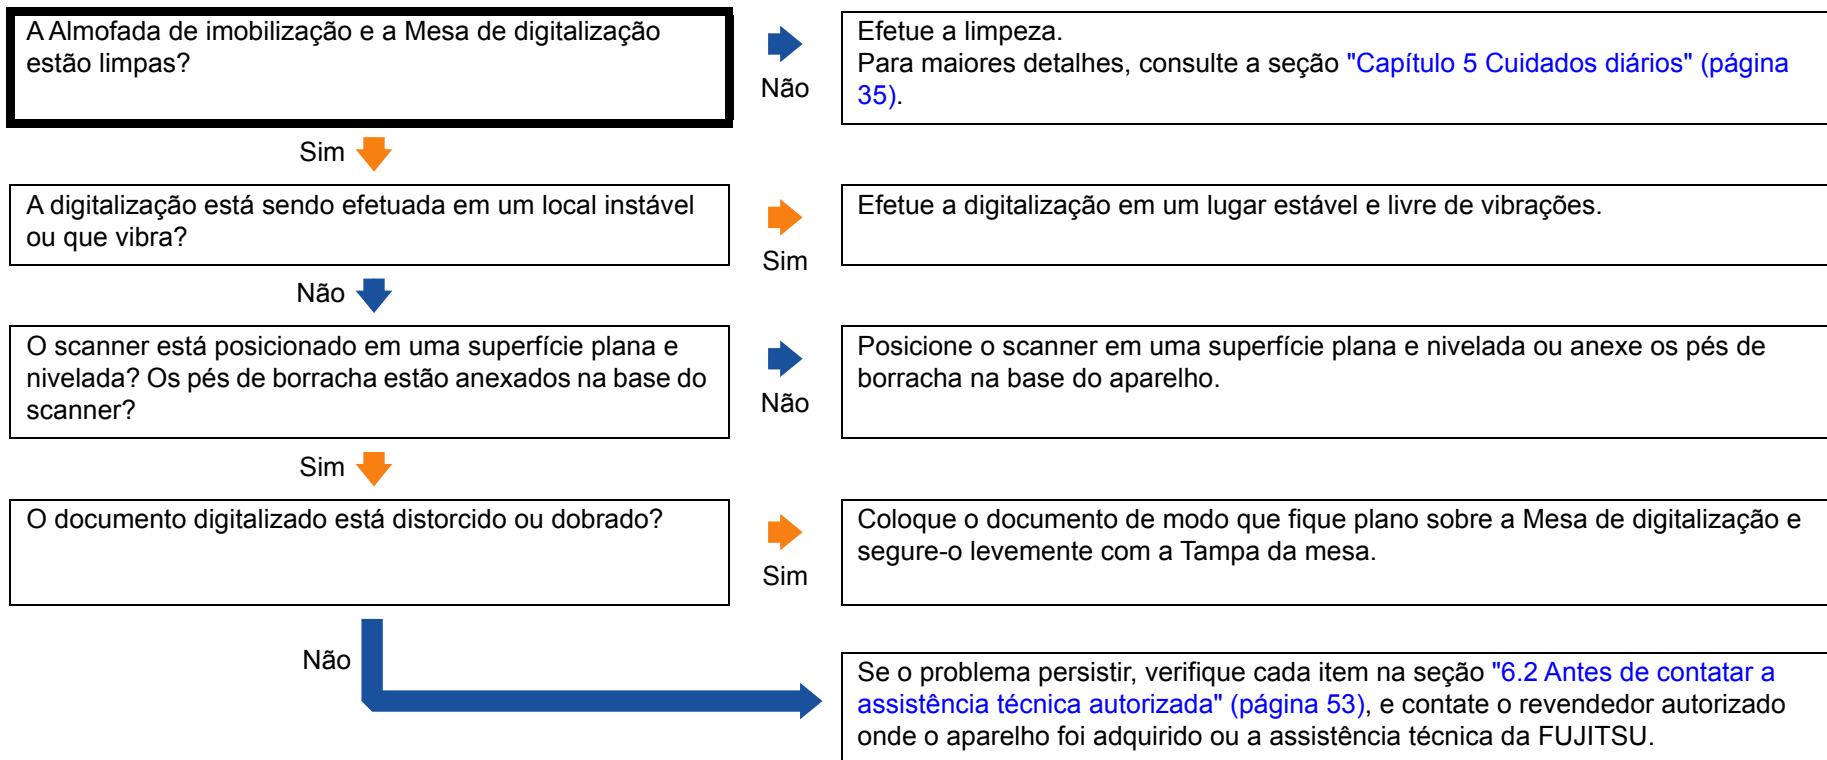 A Almofada de imobilização e a Mesa de digitalização
estão limpas?
Não
Efetue a limpeza.
Para maiores detalhes, consulte a seção "Capítulo 5 Cuidados diários" (página
35).
Sim
A digitalização está sendo efetuada em um local instável
ou que vibra?
Sim
Efetue a digitalização em um lugar estável e livre de vibrações.
Não
O scanner está posicionado em uma superfície plana e
nivelada? Os pés de borracha estão anexados na base do
scanner?
Não
Posicione o scanner em uma superfície plana e nivelada ou anexe os pés de
borracha na base do aparelho.
Sim
O documento digitalizado está distorcido ou dobrado?
Sim
Coloque o documento de modo que fique plano sobre a Mesa de digitalização e
segure-o levemente com a Tampa da mesa.
Não
Se o problema persistir, verifique cada item na seção "6.2 Antes de contatar a
assistência técnica autorizada" (página 53), e contate o revendedor autorizado
onde o aparelho foi adquirido ou a assistência técnica da FUJITSU.